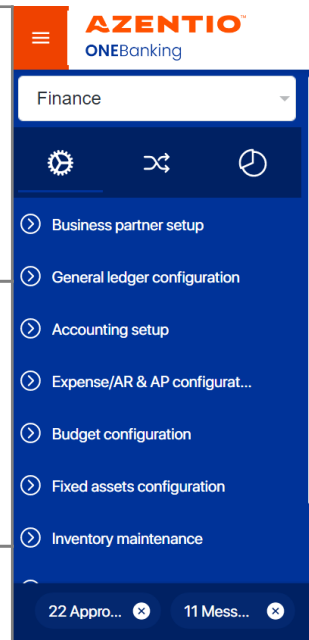 AZENTIO
ONEBanking
Finance
Business partner setup
General ledger configuration
Accounting setup
Expense/AR & AP configurat...
Budget configuration
Fixed assets configuration
Inventory maintenance
22 Appro... 11 Mess...